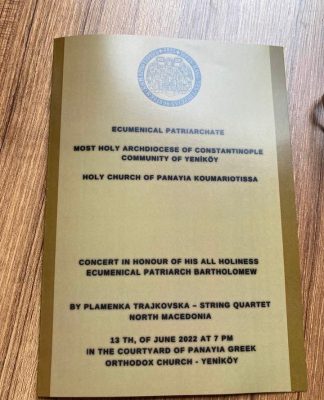 ECUMENICAL PATRIARCHATE
MOST HOLY ARCHDIOCESE OF CONSTANTINOPLE
COMMUNITY OF YENİKÖY
HOLY CHURCH OF PANAYIA KOUMARIOTISSA
CONCERT IN HONOUR OF HIS ALL HOLINESS
ECUMENICAL PATRIARCH BARTHOLOMEW
BY PLAMENKA TRAJKOVSKA – STRING QUARTET
NORTH MACEDONIA
13 TH, OF JUNE 2022 AT 7 PM
IN THE COURTYARD OF PANAYIA GREEK
ORTHODOX CHURCH - YENİKÖY